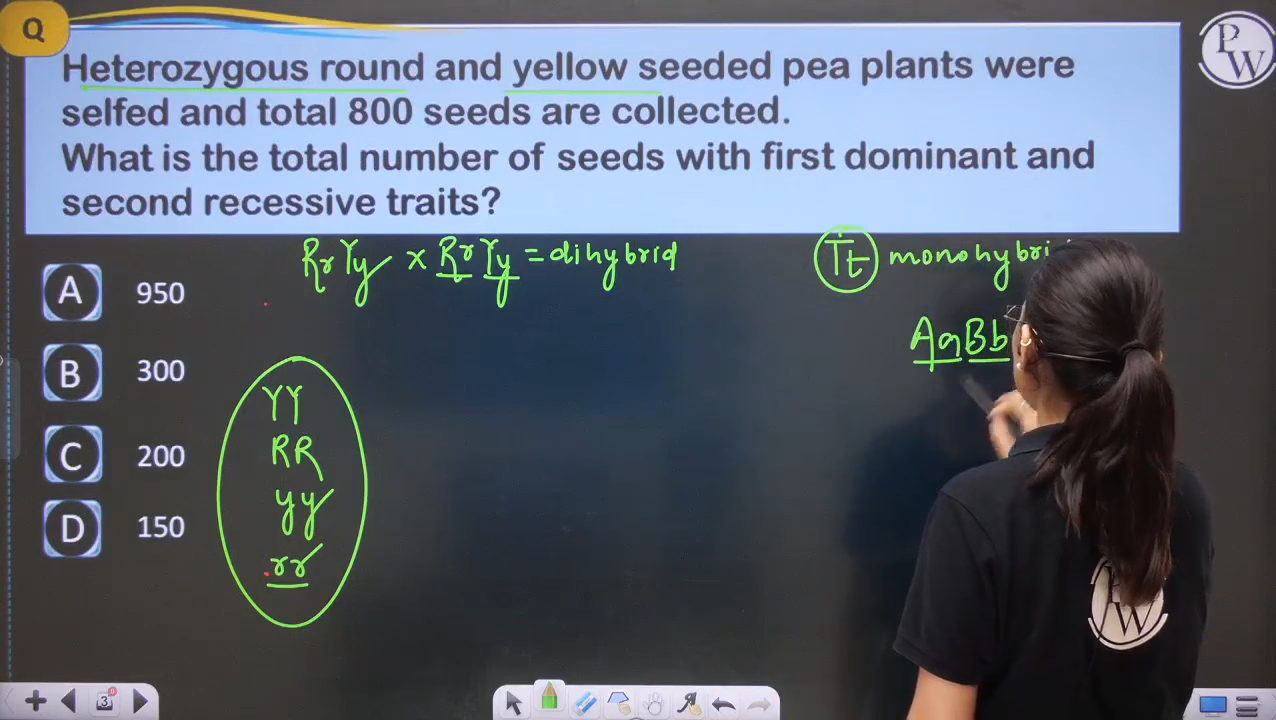 Q
Heterozygous round and yellow seeded pea plants were
selfed and total 800 seeds are collected.
What is the total number of seeds with first dominant and
second recessive traits?
PW
RrYy x RrYy = dihybrid
Tt monohybri
A 950
AaBb
B 300
YY
C 200
RR
yy
D 150
rr
PW
3